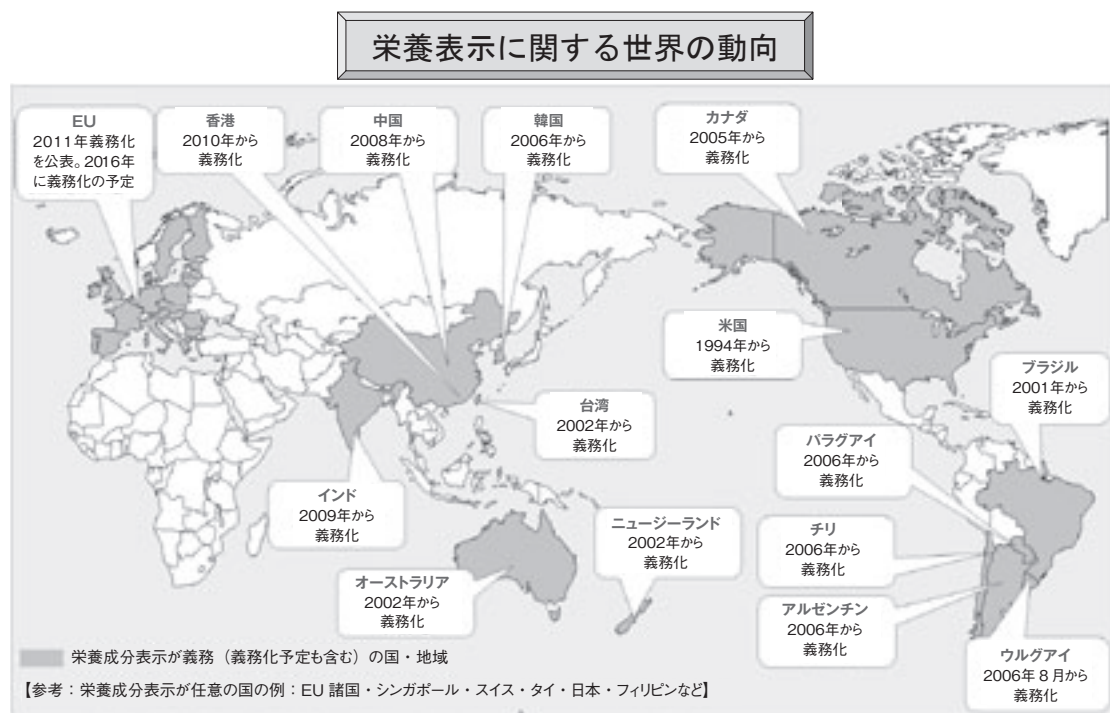 栄養表示に関する世界の動向
EU
2011年義務化
を公表。2016年
に義務化の予定
香港
2010年から
義務化
中国
2008年から
義務化
韓国
2006年から
義務化
カナダ
2005年から
義務化
米国
1994年から
義務化
ブラジル
2001年から
義務化
台湾
2002年から
義務化
パラグアイ
2006年から
義務化
インド
2009年から
義務化
ニュージーランド
2002年から
義務化
チリ
2006年から
義務化
オーストラリア
2002年から
義務化
アルゼンチン
2006年から
義務化
ウルグアイ
2006年8月から
義務化
栄養成分表示が義務（義務化予定も含む）の国・地域
【参考：栄養成分表示が任意の国の例：EU諸国・シンガポール・スイス・タイ・日本・フィリピンなど】